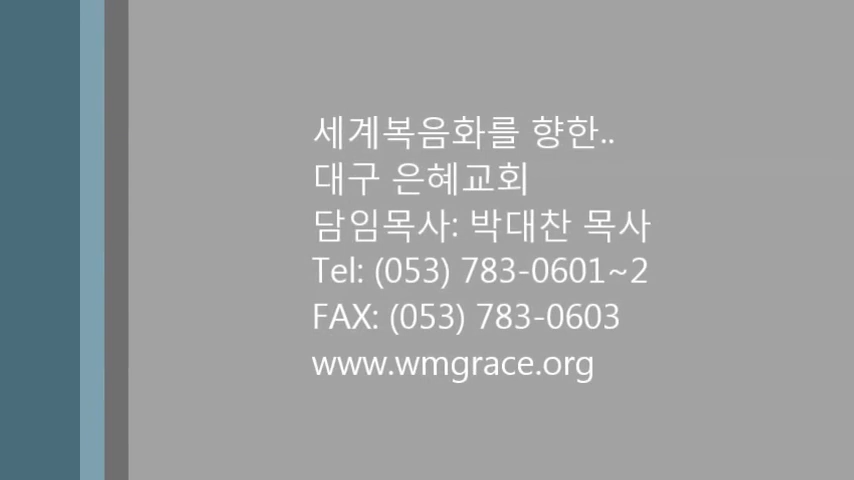 세계복음화를 향한..
대구 은혜교회
담임목사: 박대찬 목사
Tel: (053) 783-0601~2
FAX: (053) 783-0603
www.wmgrace.org